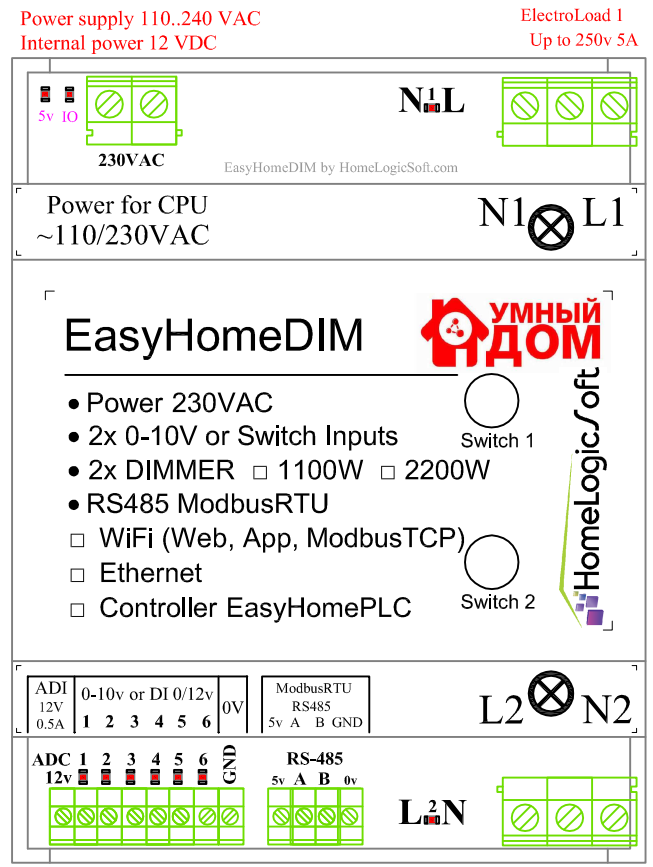 Power supply 110..240 VAC
Internal power 12 VDC
ElectroLoad 1
Up to 250v 5A
5v IO
230VAC
N 1 L
EasyHomeDIM by HomeLogicSoft.com
Power for CPU
~110/230VAC
N1 L1
EasyHomeDIM
УМНЫЙ
ДОМ
• Power 230VAC
• 2x 0-10V or Switch Inputs
• 2x DIMMER □ 1100W □ 2200W
• RS485 ModbusRTU
□ WiFi (Web, App, ModbusTCP)
□ Ethernet
□ Controller EasyHomePLC
Switch 1
Switch 2
HomeLogic Soft
ADI
12V
0.5A
0-10v or DI 0/12v
1 2 3 4 5 6
0V
ModbusRTU
RS485
5v A B GND
L2 N2
ADC 1 2 3 4 5 6 GND
12v
RS-485
5v A B 0v
L 2 N